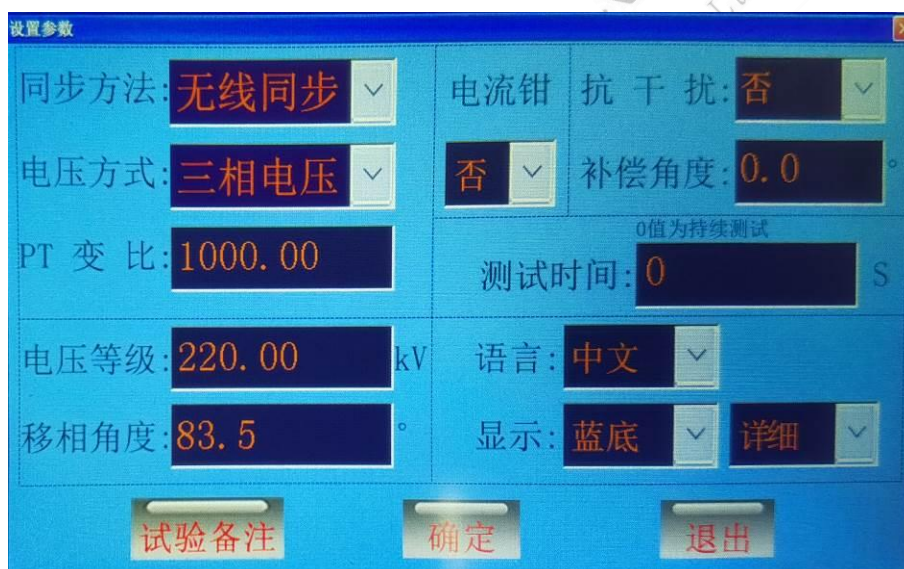 设置参数
同步方法:无线同步 电流钳 抗 干 扰:否
电压方式:三相电压 否 补偿角度:0.0°
PT 变 比:1000.00 0值为持续测试
测试时间:0 S
电压等级:220.00 kV 语言:中文
移相角度:83.5 ° 显示:蓝底 详细
试验备注 确定 退出